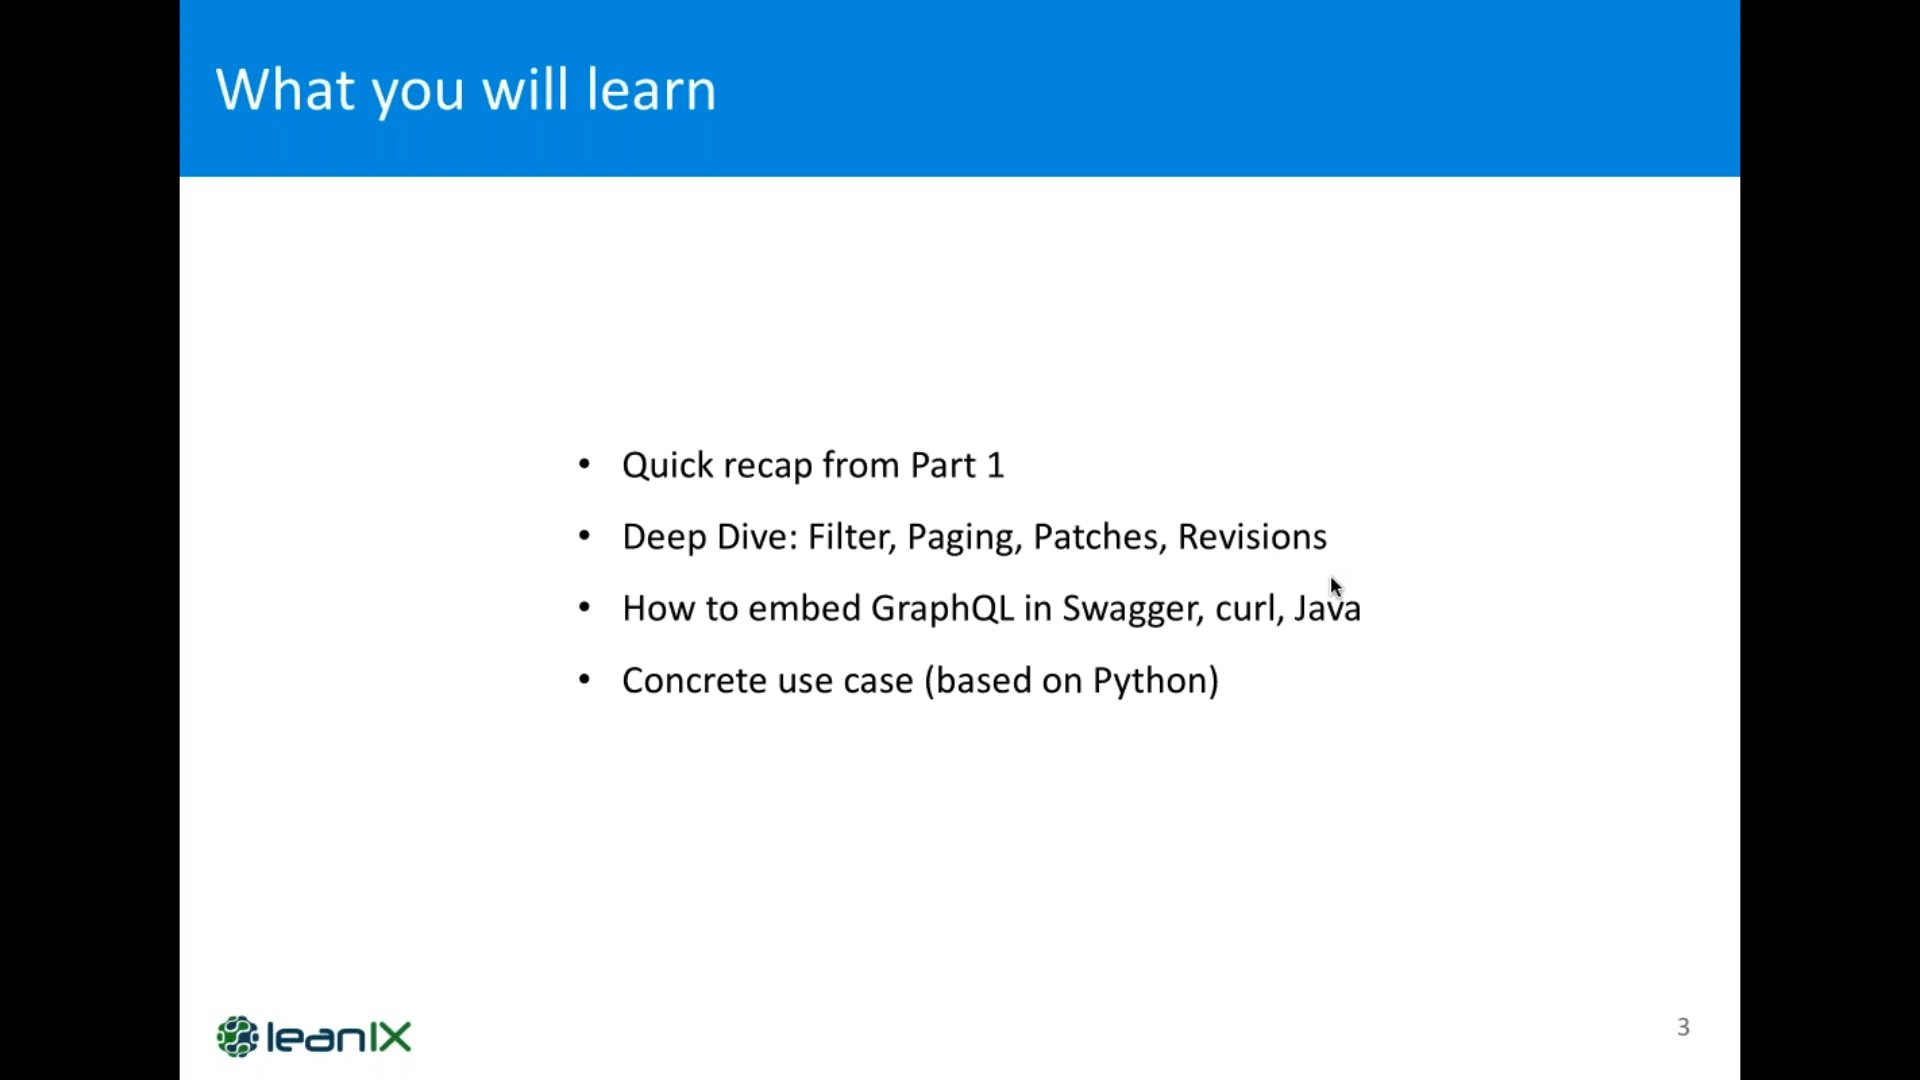 What you will learn
• Quick recap from Part 1
• Deep Dive: Filter, Paging, Patches, Revisions
• How to embed GraphQL in Swagger, curl, Java
• Concrete use case (based on Python)
leanIX
3